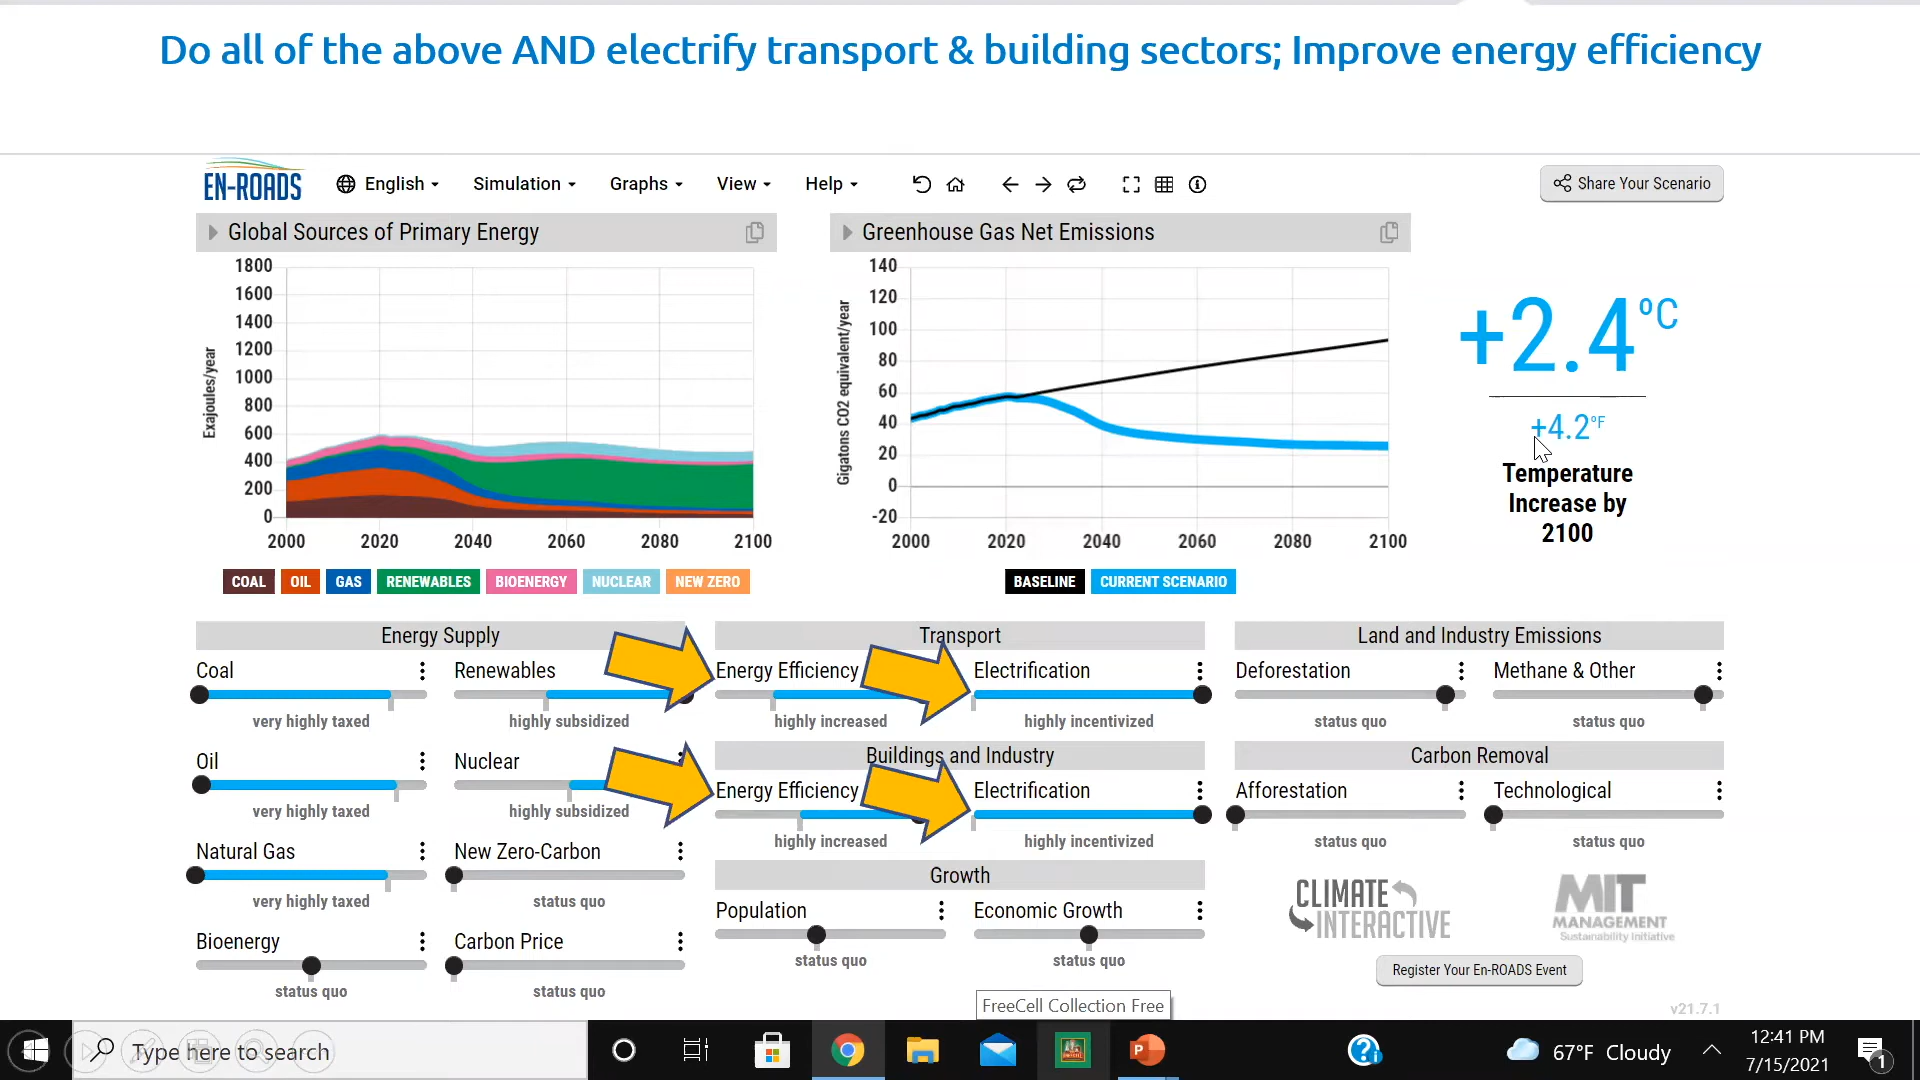 Do all of the above AND electrify transport & building sectors; Improve energy efficiency
EN-ROADS
English
Simulation
Graphs
View
Help
Share Your Scenario
Global Sources of Primary Energy
1800
1600
1400
1200
1000
800
600
400
200
0
Exajoules/year
2000 2020 2040 2060 2080 2100
COAL OIL GAS RENEWABLES BIOENERGY NUCLEAR NEW ZERO
Greenhouse Gas Net Emissions
140
120
100
80
60
40
20
0
-20
Gigatons CO2 equivalent/year
2000 2020 2040 2060 2080 2100
BASELINE CURRENT SCENARIO
+2.4 ºC
+4.2 ºF
Temperature
Increase by
2100
Energy Supply
Coal
very highly taxed
Renewables
highly subsidized
Oil
very highly taxed
Nuclear
highly subsidized
Natural Gas
very highly taxed
New Zero-Carbon
status quo
Bioenergy
status quo
Carbon Price
status quo
Transport
Energy Efficiency
highly increased
Electrification
highly incentivized
Buildings and Industry
Energy Efficiency
highly increased
Electrification
highly incentivized
Growth
Population
status quo
Economic Growth
status quo
Land and Industry Emissions
Deforestation
status quo
Methane & Other
status quo
Carbon Removal
Afforestation
status quo
Technological
status quo
CLIMATE
INTERACTIVE
MIT
MANAGEMENT
Sustainability Initiative
Register Your En-ROADS Event
v21.7.1
FreeCell Collection Free
Type here to search
P
67°F Cloudy
12:41 PM
7/15/2021
1